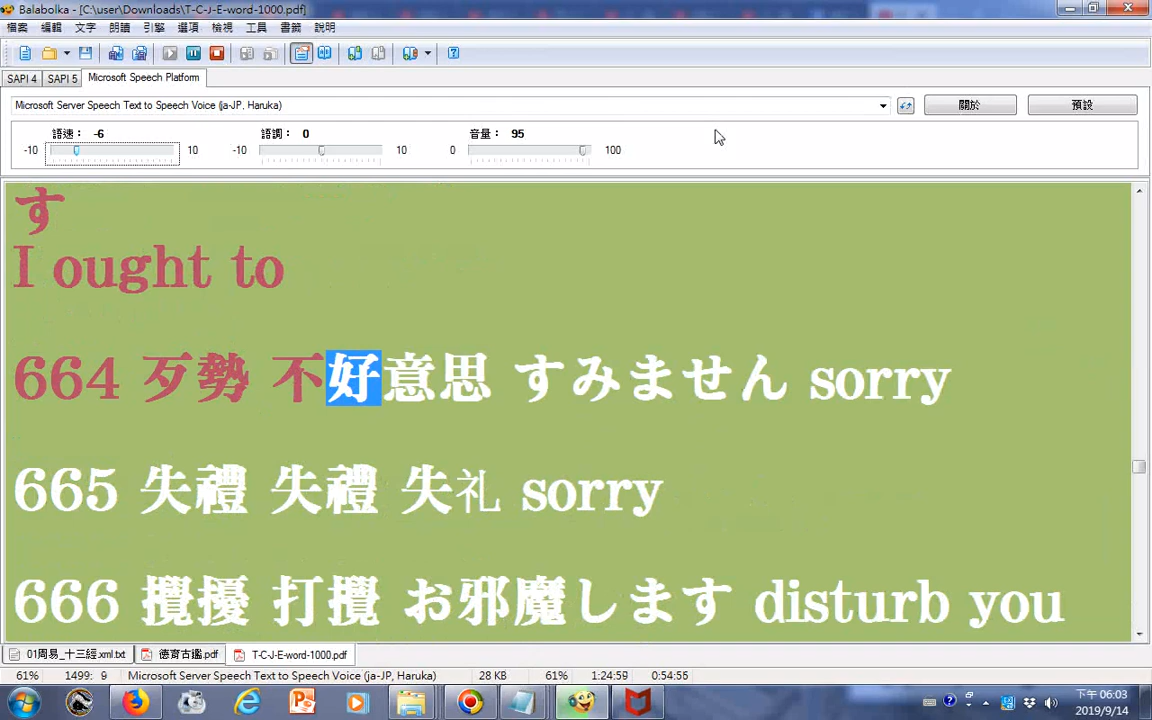 Balabolka - [C:\user\Downloads\T-C-J-E-word-1000.pdf]
檔案 編輯 文字 朗讀 引擎 選項 檢視 工具 書籤 說明
SAPI 4 SAPI 5 Microsoft Speech Platform
Microsoft Server Speech Text to Speech Voice (ja-JP, Haruka) 關於 預設
語速： -6 語調： 0 音量： 95
-10 10 -10 10 0 100
す
I ought to
664 歹勢 不好意思 すみません sorry
665 失禮 失禮 失礼 sorry
666 攪擾 打攪 お邪魔します disturb you
01周易_十三經.xml.txt 德育古鑑.pdf T-C-J-E-word-1000.pdf
61% 1499: 9 Microsoft Server Speech Text to Speech Voice (ja-JP, Haruka) 28 KB 61% 1:24:59 0:54:55
下午 06:03
2019/9/14